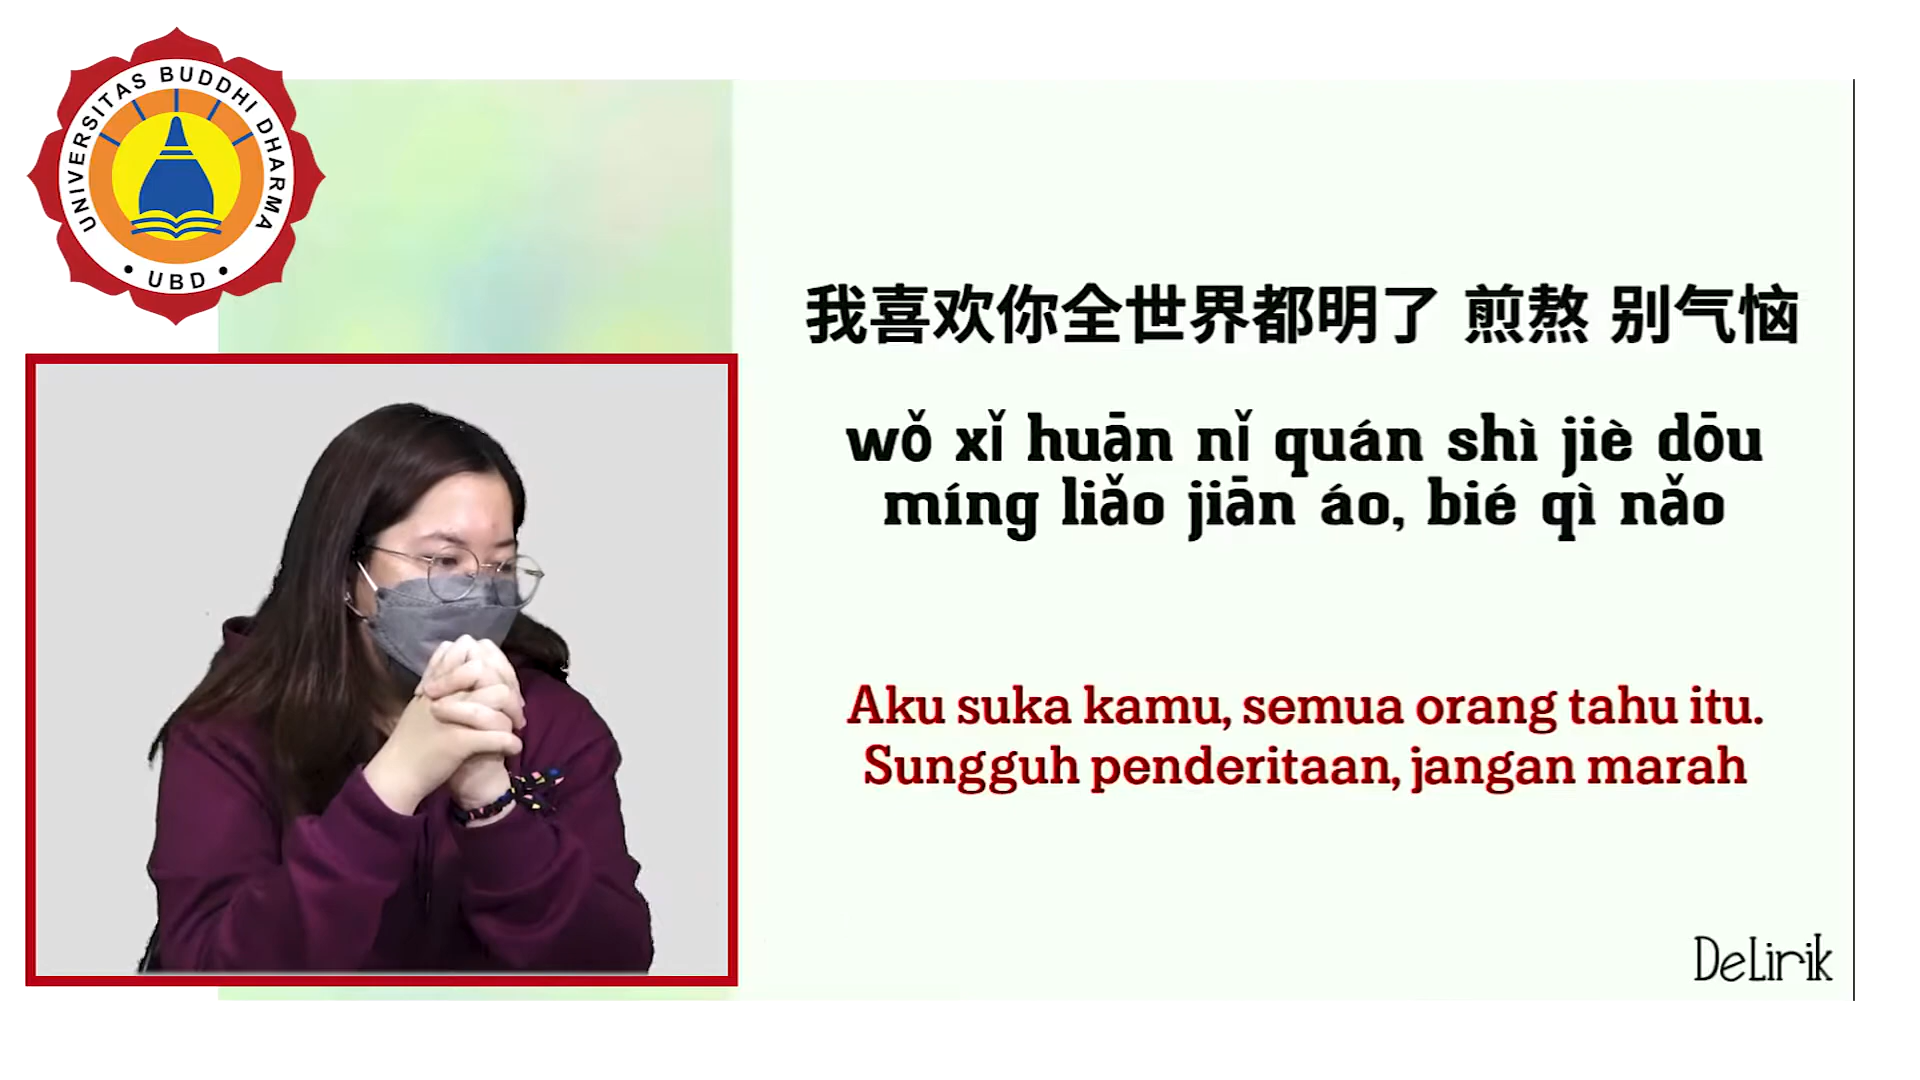 UNIVERSITAS BUDDHI DHARMA
• UBD •
我喜欢你全世界都明了 煎熬 别气恼
wǒ xǐ huān nǐ quán shì jiè dōu
míng liǎo jiān áo, bié qì nǎo
Aku suka kamu, semua orang tahu itu.
Sungguh penderitaan, jangan marah
DeLirik